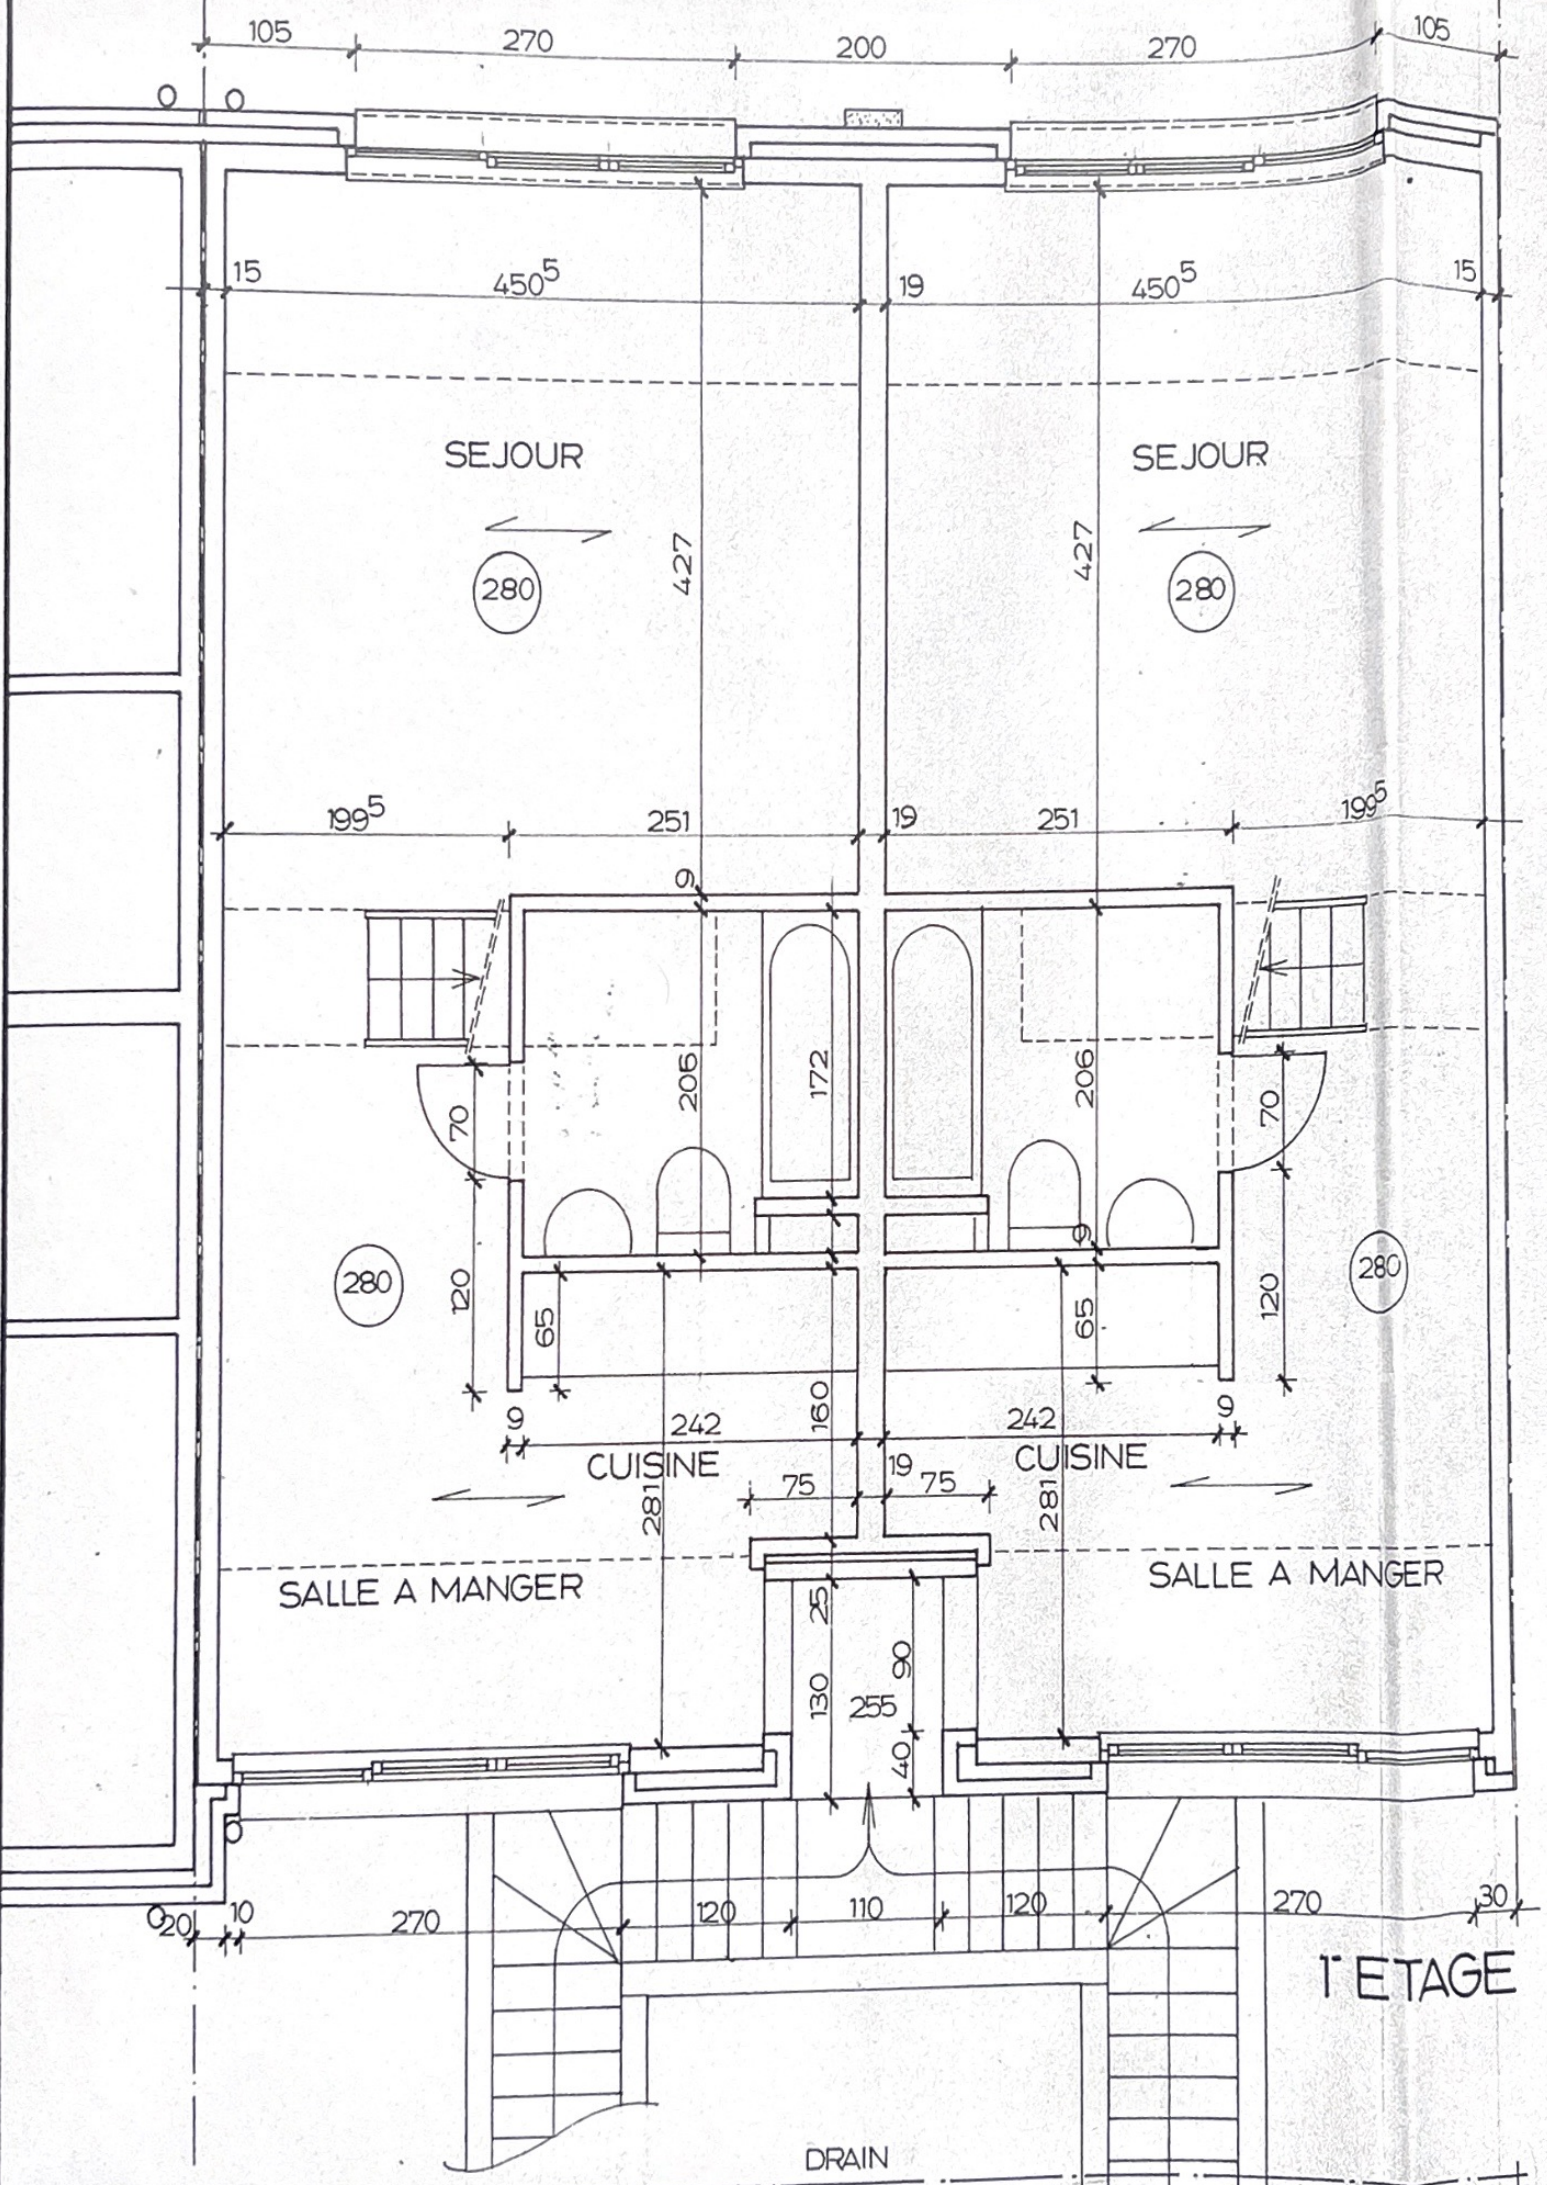 105 270 200 270 105
15 450⁵ 19 450⁵ 15
SEJOUR SEJOUR
427 427
280 280
199⁵ 251 19 251 199⁵
9
206 172 206
70 70
9
280 280
120 65 65 120
160
9 242 242 9
CUISINE CUISINE
75 19 75
281 281
SALLE A MANGER SALLE A MANGER
25
90
130 255
40
20 10 270 120 110 120 270 30
1ᵉʳ ETAGE
DRAIN